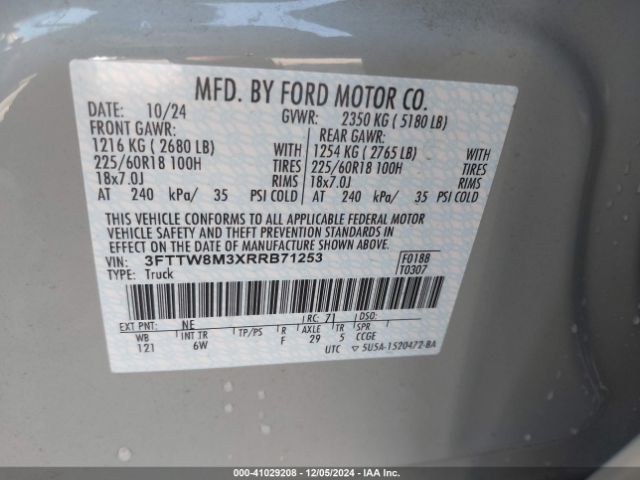 MFD. BY FORD MOTOR CO.
DATE: 10/24 GVWR: 2350 KG ( 5180 LB)
FRONT GAWR: REAR GAWR:
1216 KG ( 2680 LB) WITH 1254 KG ( 2765 LB) WITH
225/60R18 100H TIRES 225/60R18 100H TIRES
18x7.0J RIMS 18x7.0J RIMS
AT 240 kPa/ 35 PSI COLD AT 240 kPa/ 35 PSI COLD
THIS VEHICLE CONFORMS TO ALL APPLICABLE FEDERAL MOTOR
VEHICLE SAFETY AND THEFT PREVENTION STANDARDS IN
EFFECT ON THE DATE OF MANUFACTURE SHOWN ABOVE.
VIN: 3FTTW8M3XRRB71253 F0188
TYPE: Truck T0307
EXT PNT: NE RC: 71 DSO:
WB INT TR TP/PS R AXLE TR SPR
121 6W F 29 5 CCGE
UTC ▽ 5U5A-1520472-BA
000-41029208 - 12/05/2024 - IAA Inc.